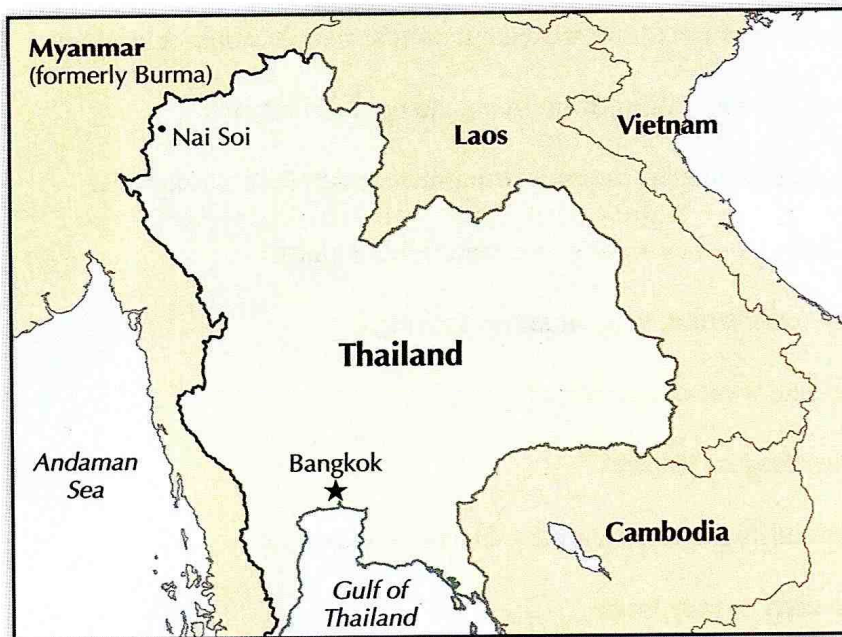 Myanmar
(formerly Burma)
Nai Soi
Laos
Vietnam
Thailand
Bangkok
Andaman
Sea
Cambodia
Gulf of
Thailand